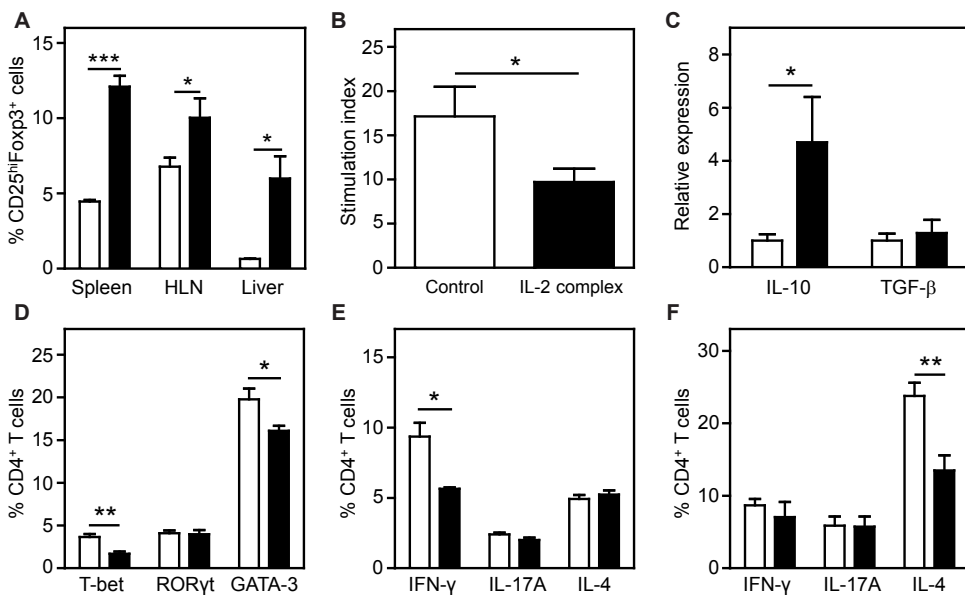 A
% CD25hiFoxp3+ cells
15
10
5
0
***
*
*
Spleen HLN Liver
B
Stimulation index
25
20
15
10
5
0
*
Control IL-2 complex
C
Relative expression
8
6
4
2
0
*
IL-10 TGF-β
D
% CD4+ T cells
25
20
15
10
5
0
**
*
T-bet RORγt GATA-3
E
% CD4+ T cells
15
10
5
0
*
IFN-γ IL-17A IL-4
F
% CD4+ T cells
30
20
10
0
**
IFN-γ IL-17A IL-4